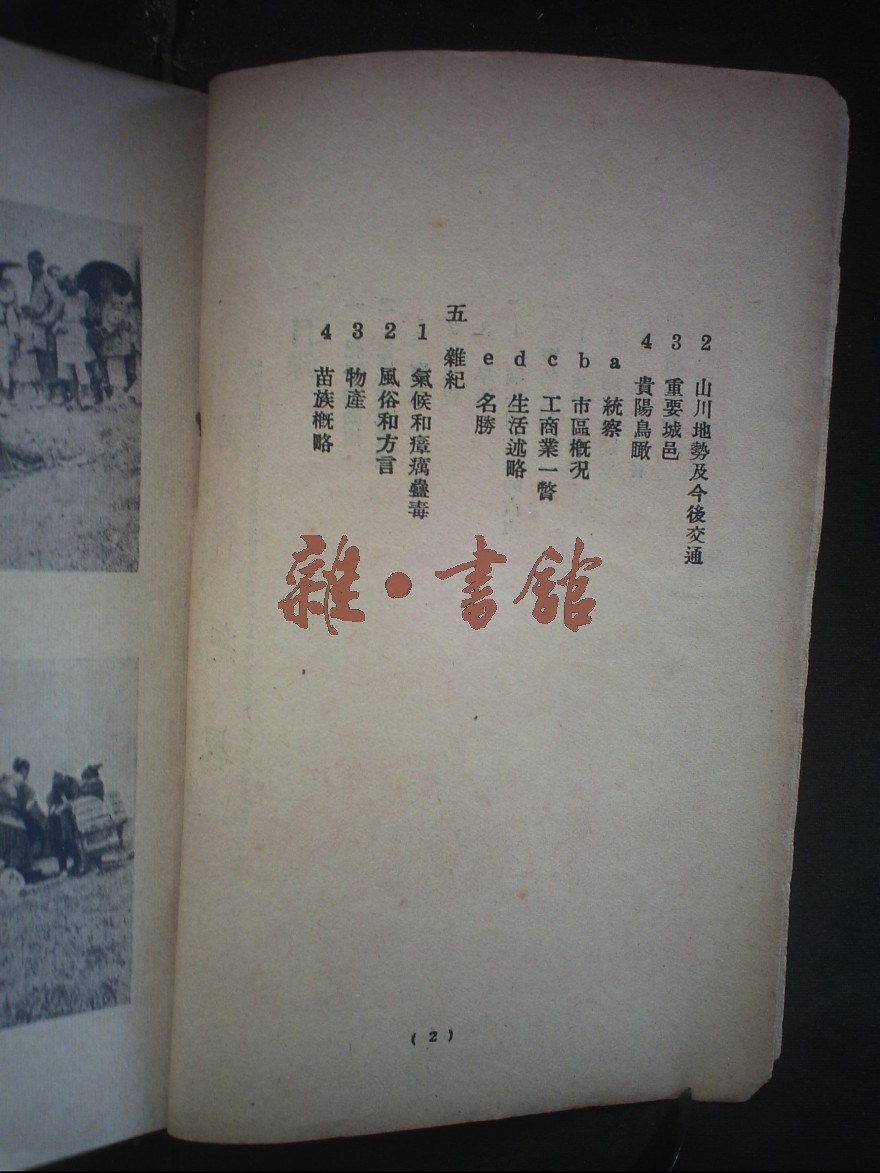 2 山川地勢及今後交通
3 重要城邑
4 貴陽鳥瞰
a 統察
b 市區概況
c 工商業一瞥
d 生活述略
e 名勝
五 雜紀
1 氣候和瘴癘蠱毒
2 風俗和方言
3 物產
4 苗族概略
雜·書館
(2)